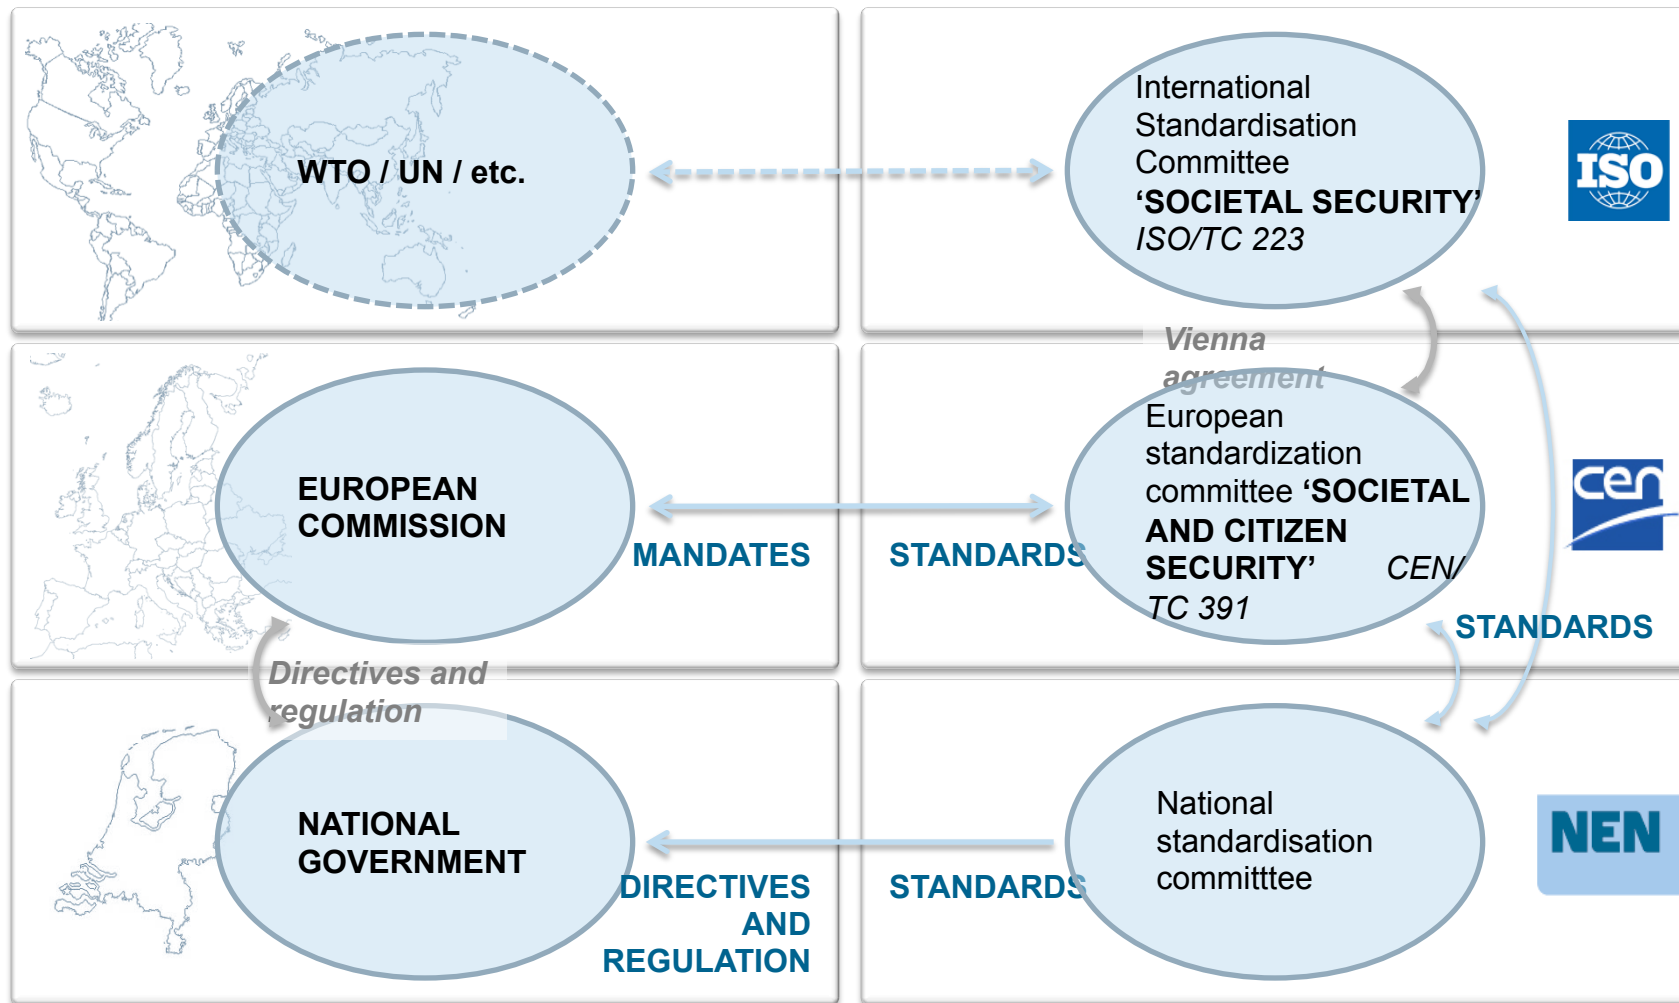 WTO / UN / etc.
International
Standardisation
Committee
‘SOCIETAL SECURITY’
ISO/TC 223
ISO
Vienna
agreement
EUROPEAN
COMMISSION
MANDATES
STANDARDS
European
standardization
committee ‘SOCIETAL
AND CITIZEN
SECURITY’ CEN/
TC 391
cen
STANDARDS
Directives and
regulation
NATIONAL
GOVERNMENT
DIRECTIVES
AND
REGULATION
STANDARDS
National
standardisation
committtee
NEN